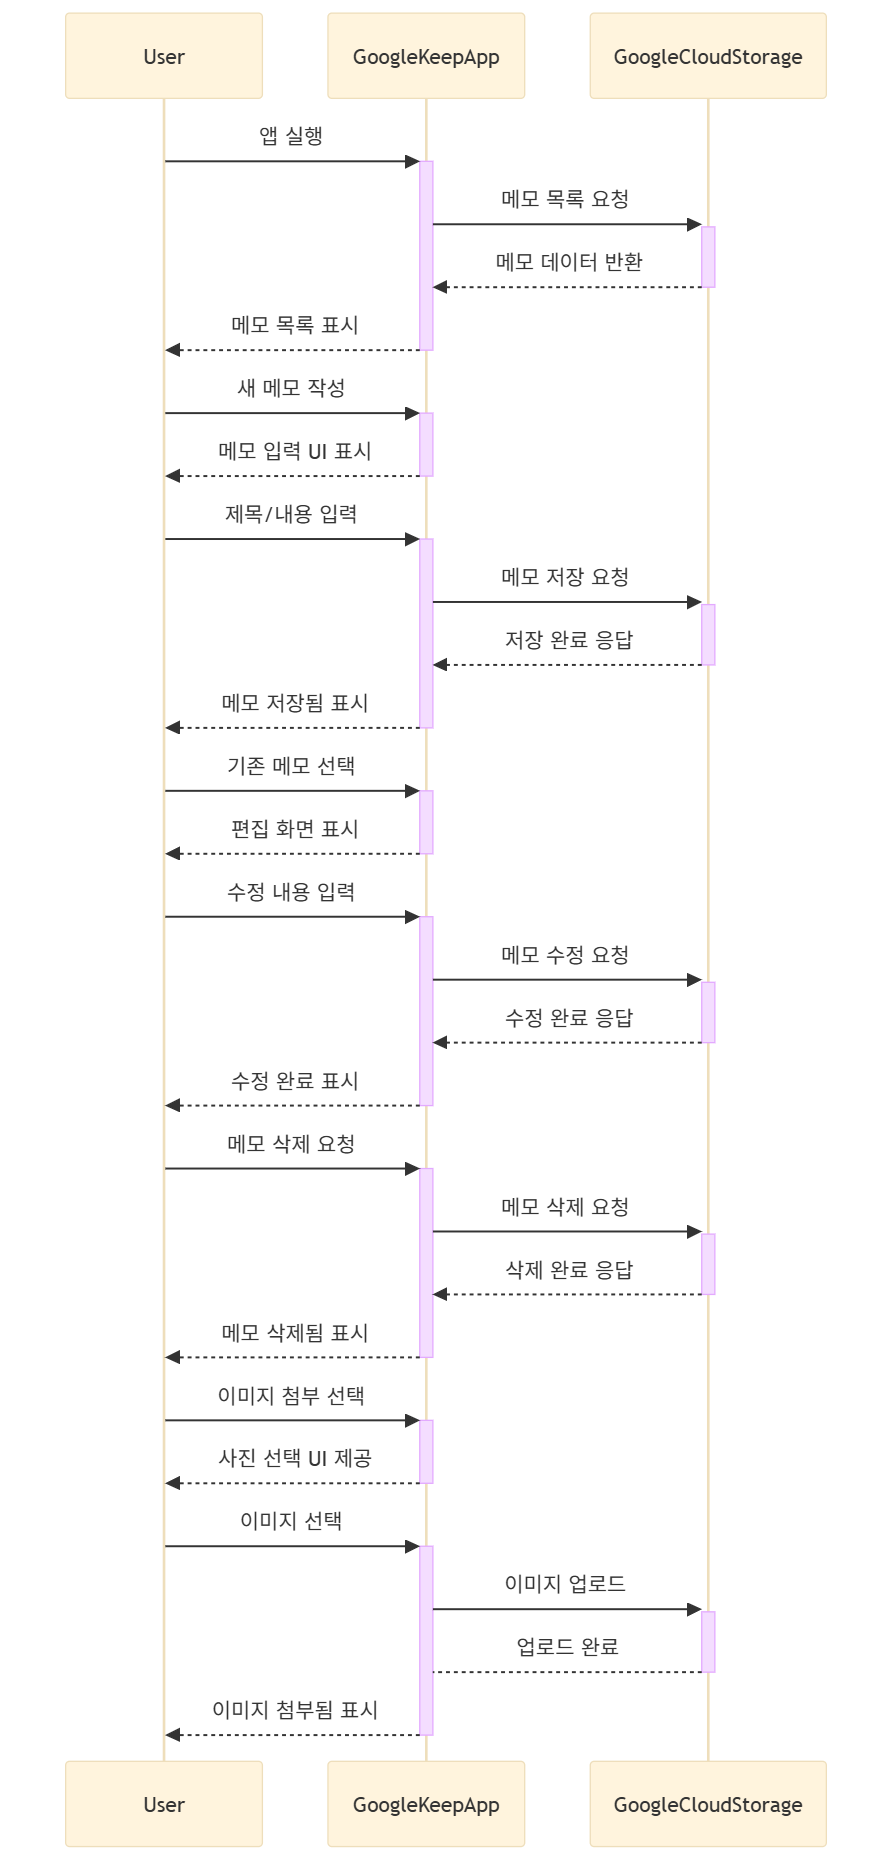 User
GoogleKeepApp
GoogleCloudStorage
앱 실행
메모 목록 요청
메모 데이터 반환
메모 목록 표시
새 메모 작성
메모 입력 UI 표시
제목/내용 입력
메모 저장 요청
저장 완료 응답
메모 저장됨 표시
기존 메모 선택
편집 화면 표시
수정 내용 입력
메모 수정 요청
수정 완료 응답
수정 완료 표시
메모 삭제 요청
메모 삭제 요청
삭제 완료 응답
메모 삭제됨 표시
이미지 첨부 선택
사진 선택 UI 제공
이미지 선택
이미지 업로드
업로드 완료
이미지 첨부됨 표시
User
GoogleKeepApp
GoogleCloudStorage